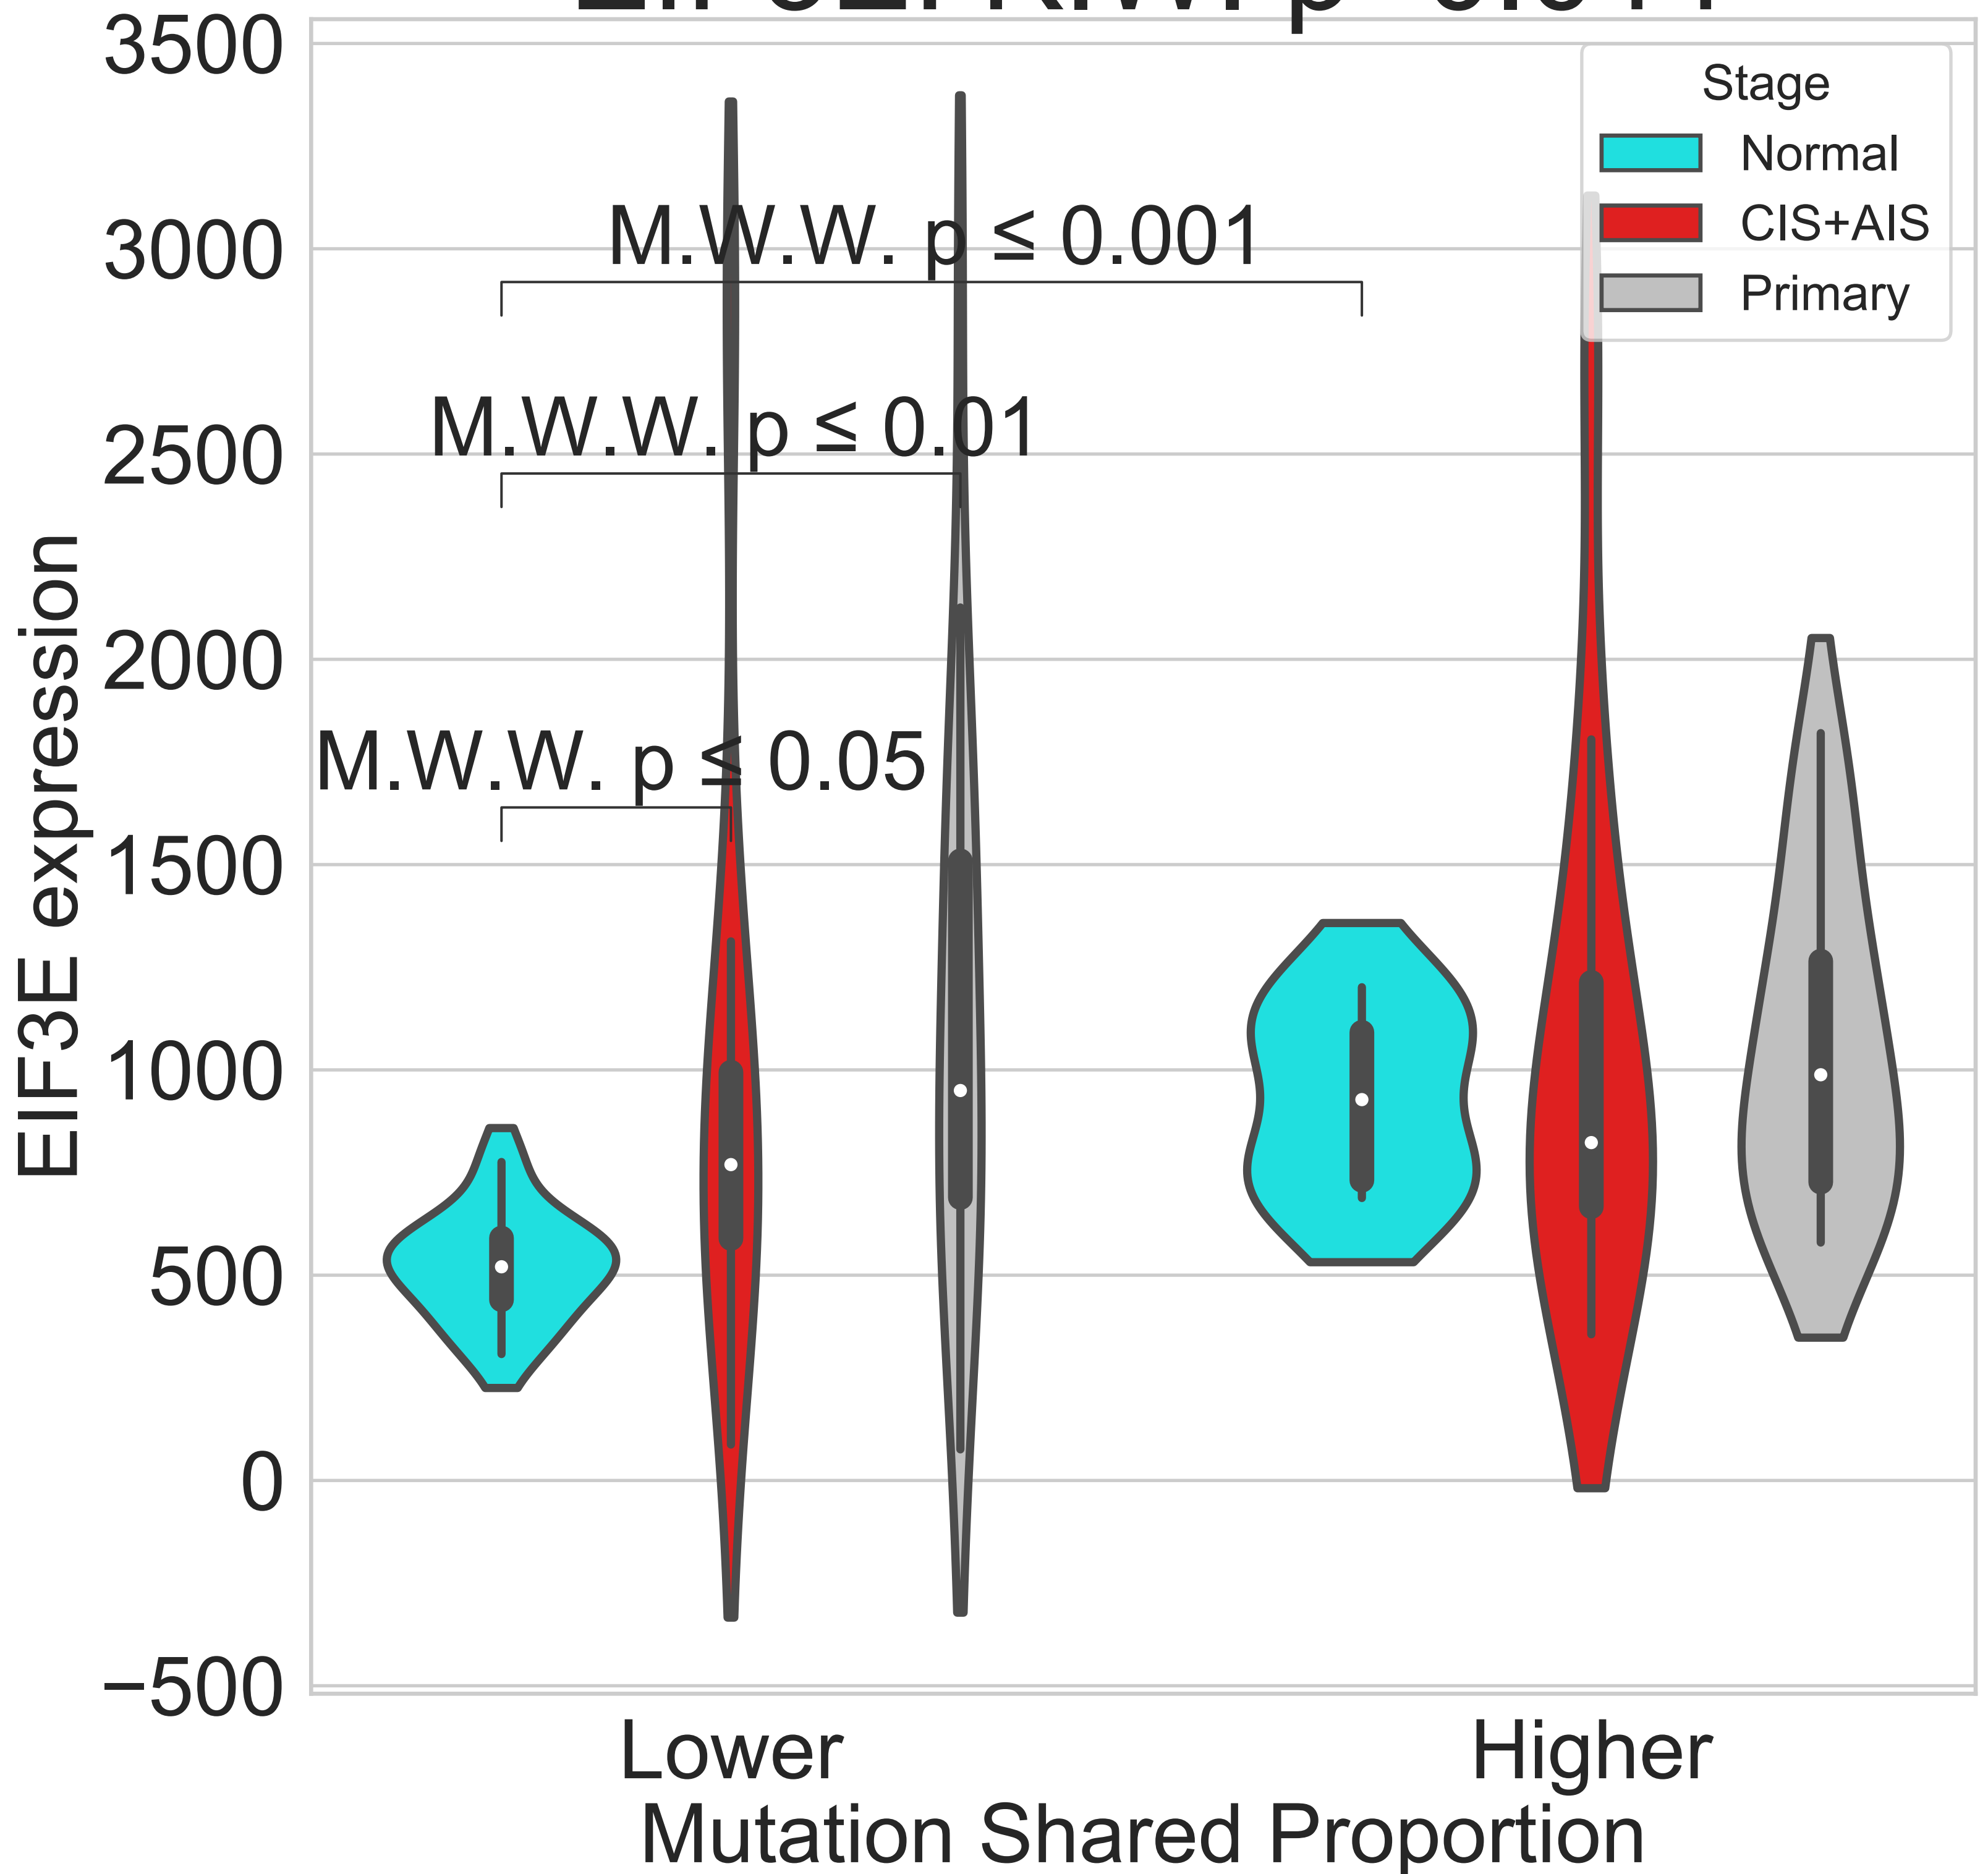 3500
Stage
Normal
CIS+AIS
Primary
3000
M.W.W. p ≤ 0.001
2500
M.W.W. p ≤ 0.01
2000
M.W.W. p ≤ 0.05
1500
1000
500
0
−500
EIF3E expression
Lower
Higher
Mutation Shared Proportion